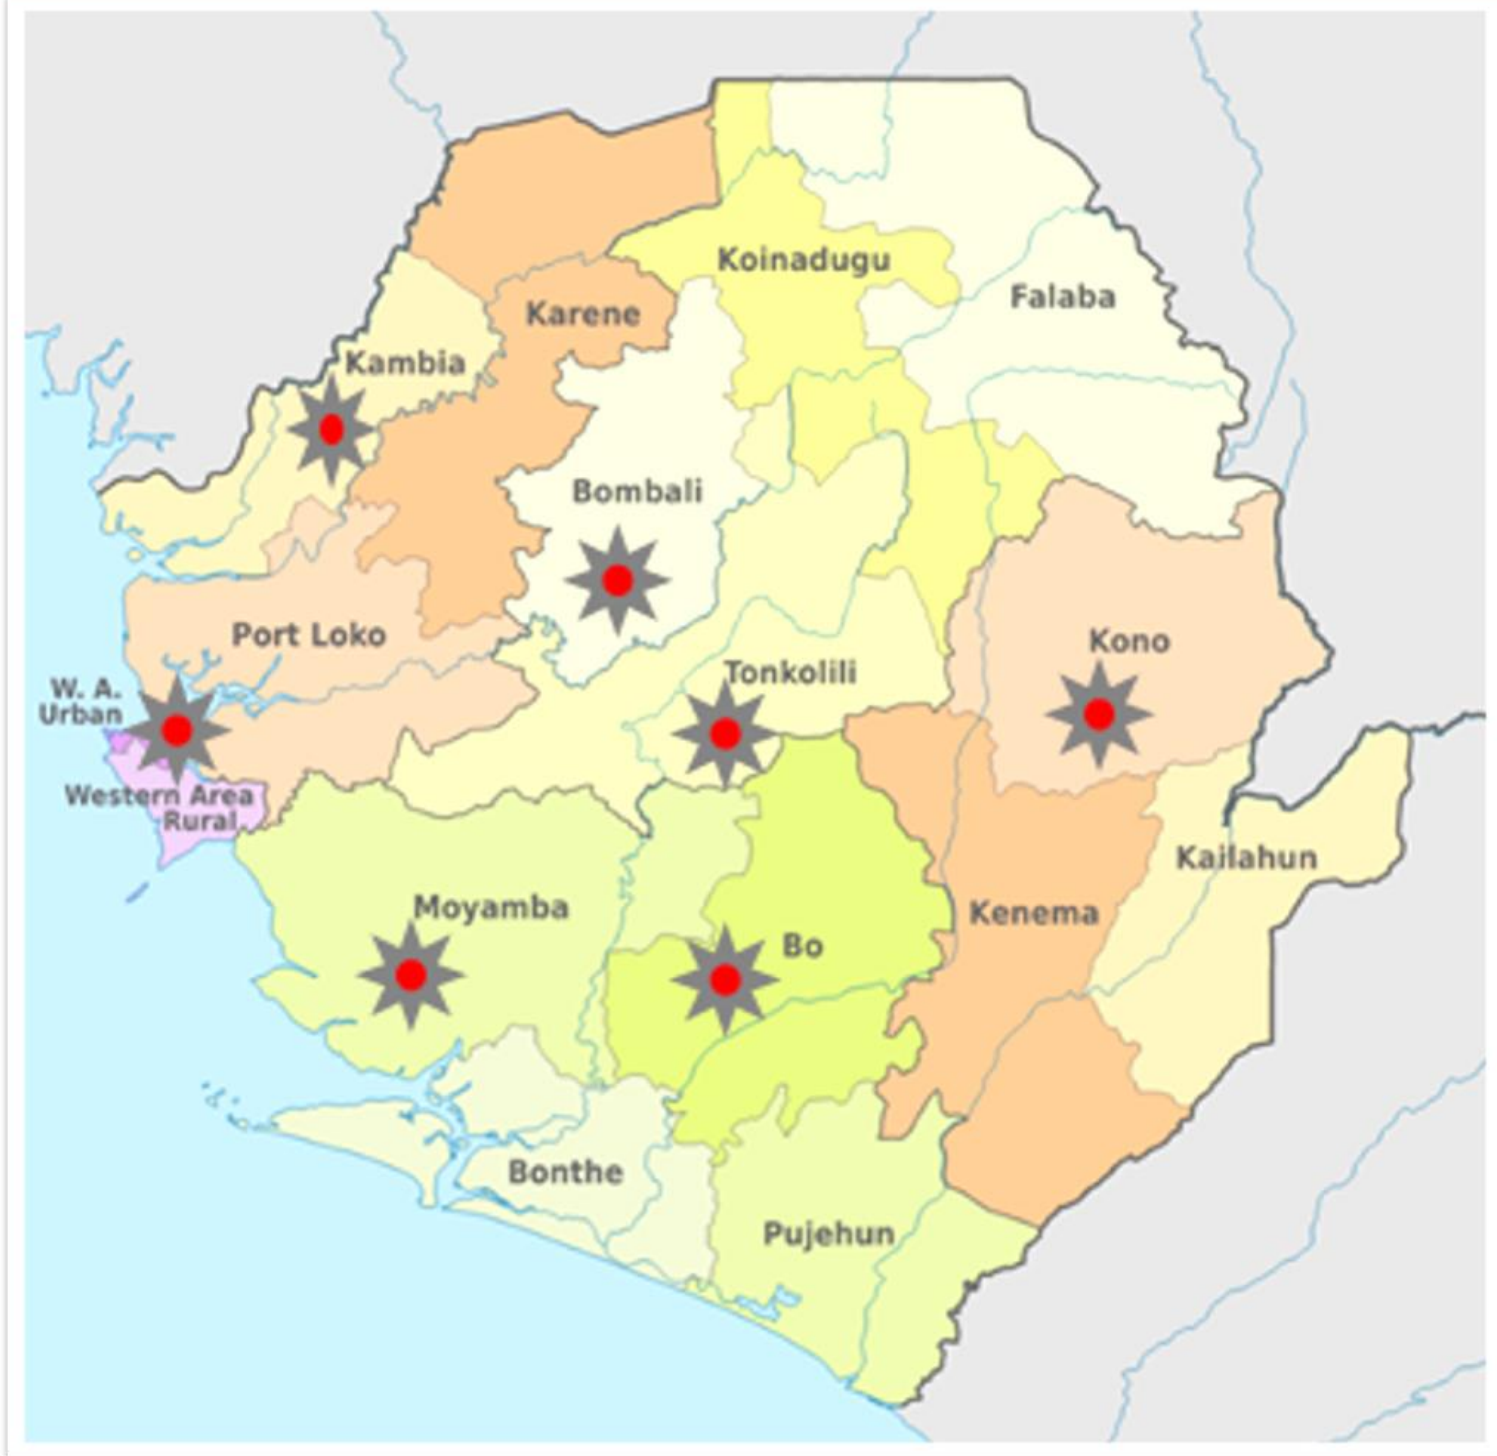 Koinadugu
Falaba
Karene
Kambia
Bombali
Port Loko
Kono
Tonkolili
W. A.
Urban
Western Area
Rural
Kailahun
Moyamba
Kenema
Bo
Bonthe
Pujehun